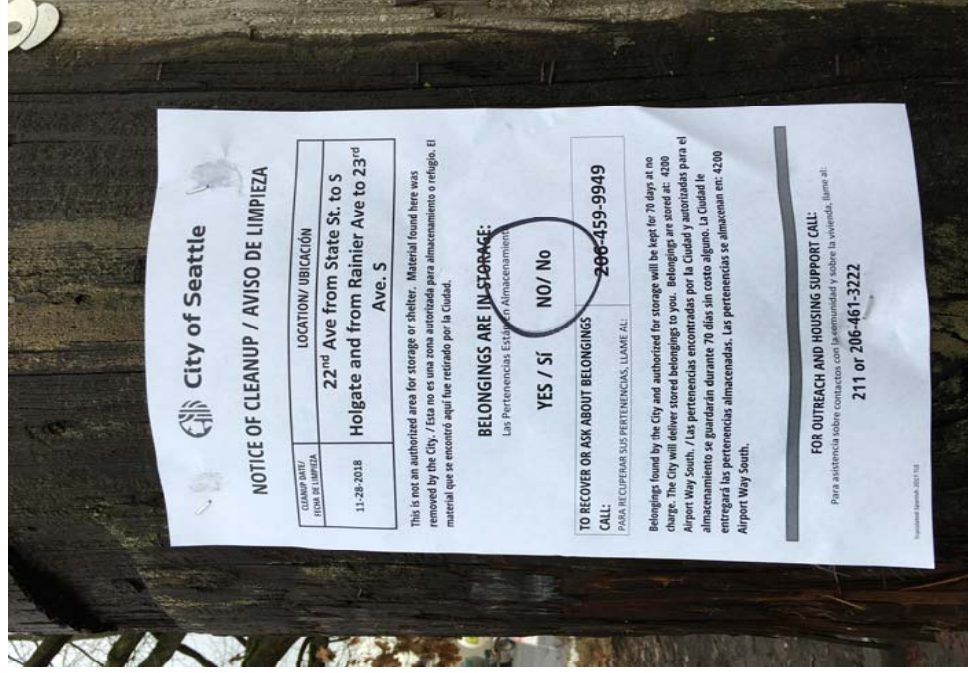 City of Seattle
NOTICE OF CLEANUP / AVISO DE LIMPIEZA
CLEANUP DATE/
FECHA DE LIMPIEZA
LOCATION/ UBICACIÓN
11-28-2018
22nd Ave from State St. to S
Holgate and from Rainier Ave to 23rd
Ave. S
This is not an authorized area for storage or shelter. Material found here was
removed by the City. / Esta no es una zona autorizada para almacenamiento o refugio. El
material que se encontró aquí fue retirado por la Ciudad.
BELONGINGS ARE IN STORAGE:
Las Pertenencias Están en Almacenamiento
YES / Sí NO/ No
TO RECOVER OR ASK ABOUT BELONGINGS
CALL:
PARA RECUPERAR SUS PERTENENCIAS, LLAME AL:
206-459-9949
Belongings found by the City and authorized for storage will be kept for 70 days at no
charge. The City will deliver stored belongings to you. Belongings are stored at: 4200
Airport Way South. / Las pertencias encontradas por la Ciudad y autorizadas para el
almacenamiento se guardarán durante 70 días sin costo alguno. La Ciudad le
entregará las pertenencias almacenadas. Las pertenencias se almacenan en: 4200
Airport Way South.
FOR OUTREACH AND HOUSING SUPPORT CALL:
Para asistencia sobre contactos con la comunidad y sobre la vivienda, llame al:
211 or 206-461-3222
Translated Spanish 2017 TLE